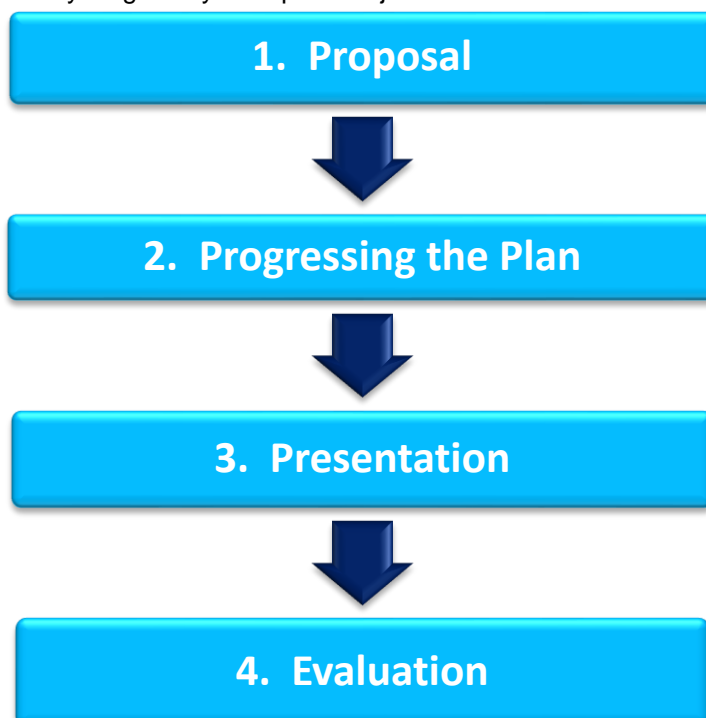 1. Proposal
2. Progressing the Plan
3. Presentation
4. Evaluation